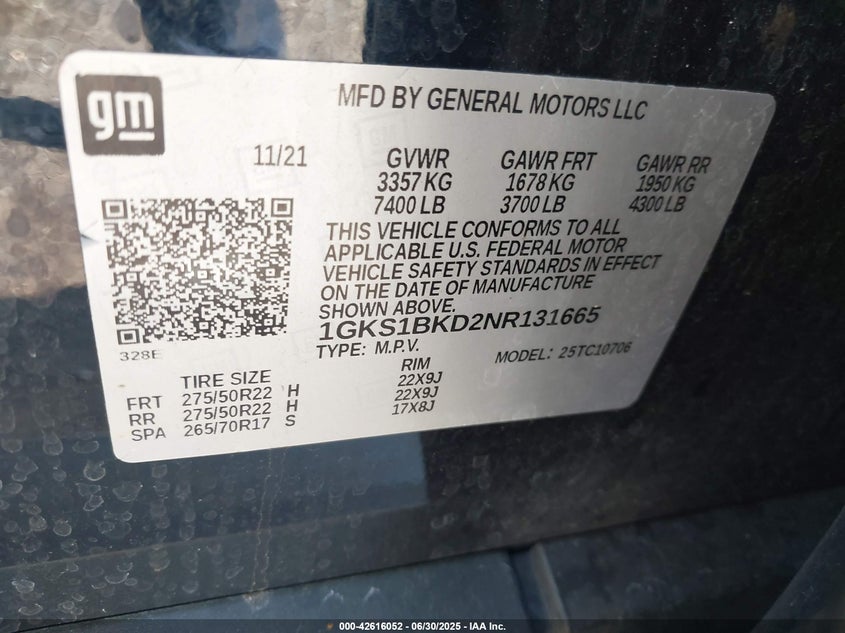 gm
MFD BY GENERAL MOTORS LLC
11/21 GVWR GAWR FRT GAWR RR
3357 KG 1678 KG 1950 KG
7400 LB 3700 LB 4300 LB
THIS VEHICLE CONFORMS TO ALL
APPLICABLE U.S. FEDERAL MOTOR
VEHICLE SAFETY STANDARDS IN EFFECT
ON THE DATE OF MANUFACTURE
SHOWN ABOVE.
1GKS1BKD2NR131665
328E
TYPE: M.P.V. MODEL: 25TC10706
TIRE SIZE RIM
FRT 275/50R22 H 22X9J
RR 275/50R22 H 22X9J
SPA 265/70R17 S 17X8J
000-42616052 - 06/30/2025 - IAA Inc.